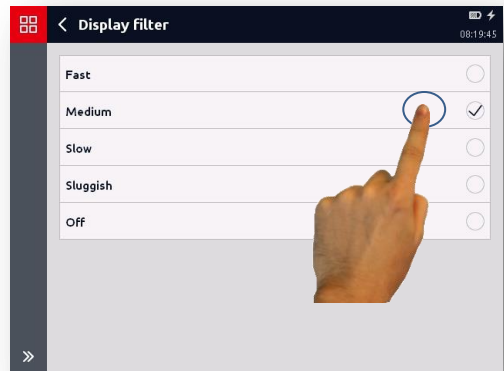 Display filter
08:19:45
Fast
Medium
Slow
Sluggish
Off